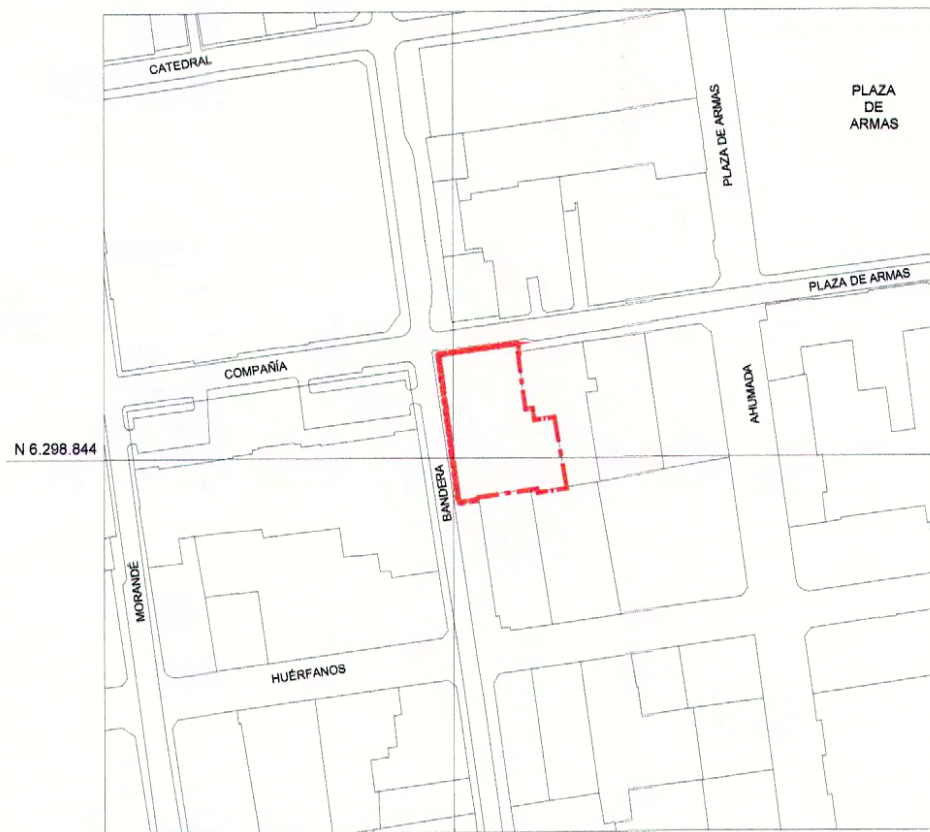 CATEDRAL
PLAZA DE ARMAS
PLAZA
DE
ARMAS
PLAZA DE ARMAS
COMPAÑÍA
AHUMADA
N 6.298.844
BANDERA
MORANDÉ
HUÉRFANOS